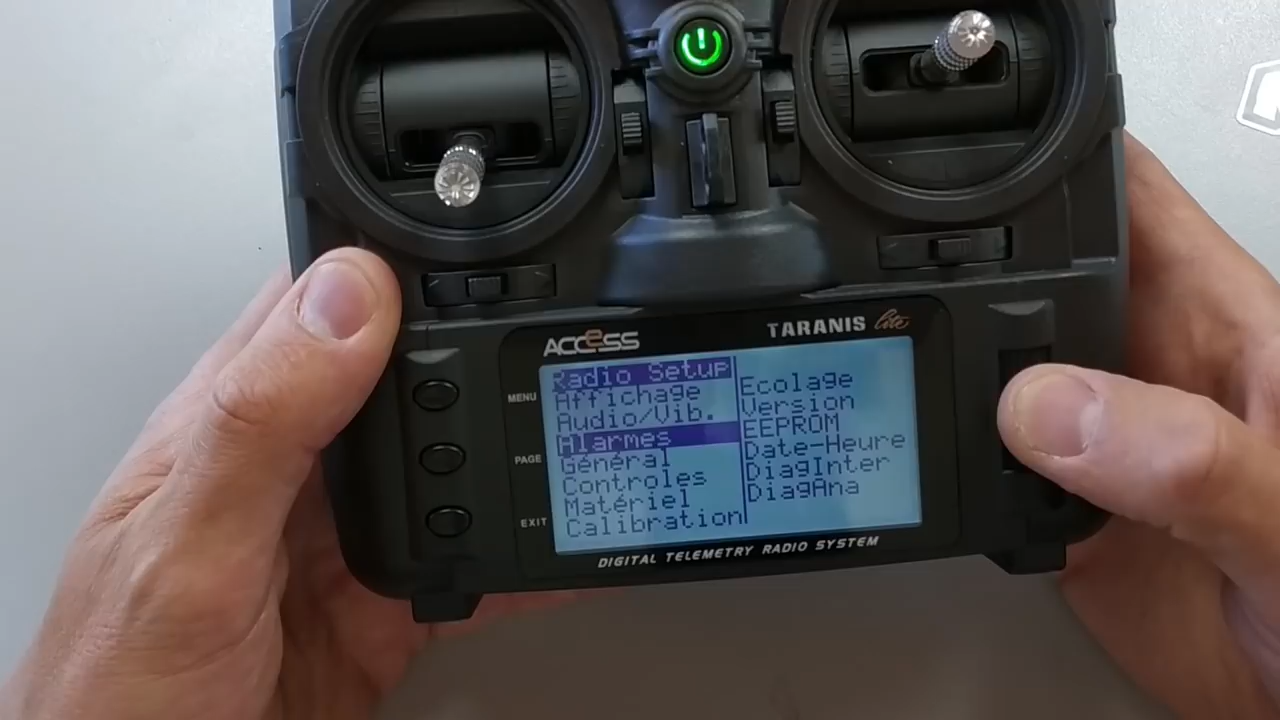 ACCESS
TARANIS lite
MENU
PAGE
EXIT
Radio Setup
Affichage
Audio/Vib.
Alarmes
Général
Controles
Matériel
Calibration
Ecolage
Version
EEPROM
Date-Heure
DiagInter
DiagAna
DIGITAL TELEMETRY RADIO SYSTEM